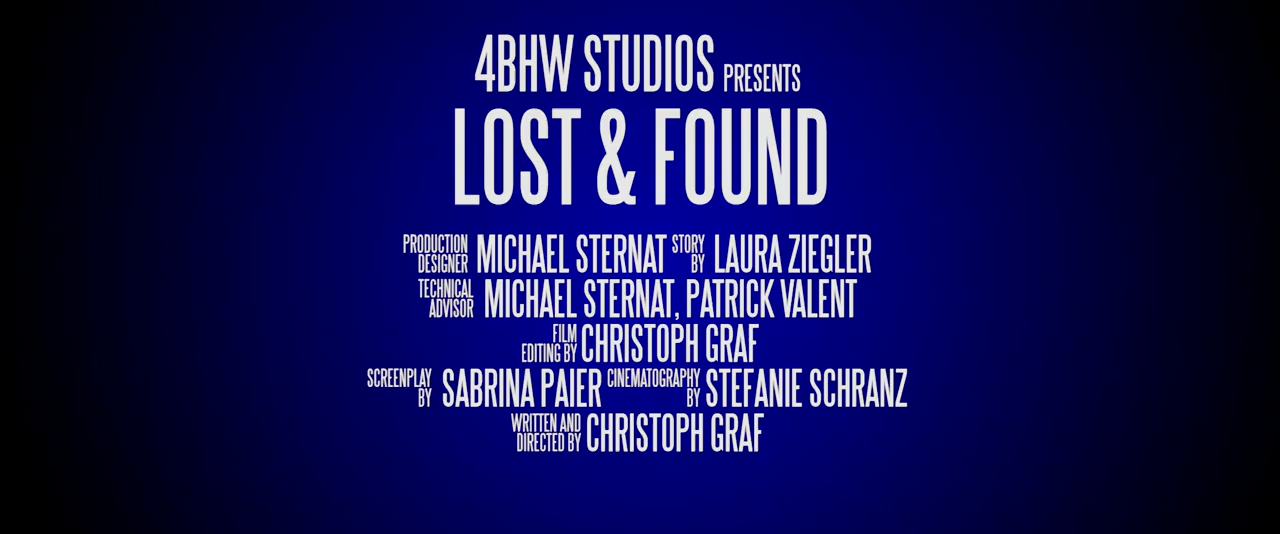 4BHW STUDIOS PRESENTS
LOST & FOUND
PRODUCTION DESIGNER MICHAEL STERNAT STORY BY LAURA ZIEGLER
TECHNICAL ADVISOR MICHAEL STERNAT, PATRICK VALENT
FILM EDITING BY CHRISTOPH GRAF
SCREENPLAY BY SABRINA PAIER CINEMATOGRAPHY BY STEFANIE SCHRANZ
WRITTEN AND DIRECTED BY CHRISTOPH GRAF